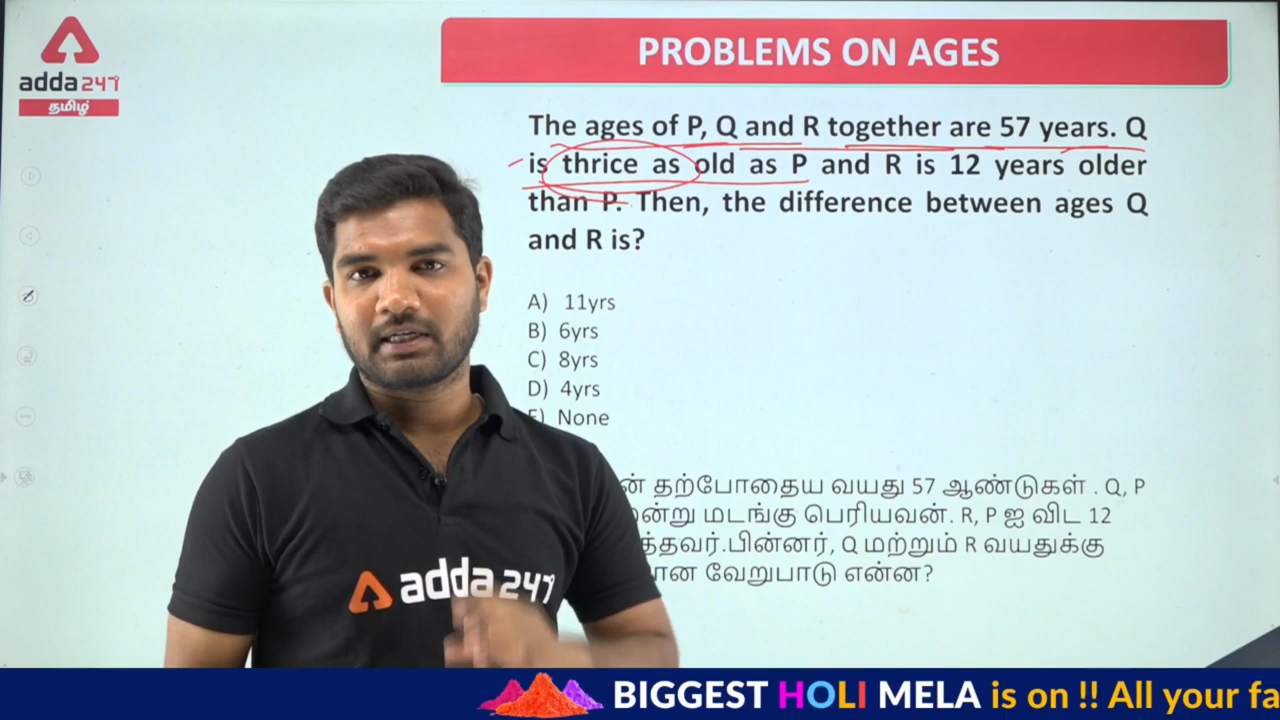 adda247
தமிழ்
PROBLEMS ON AGES
The ages of P, Q and R together are 57 years. Q
is thrice as old as P and R is 12 years older
than P. Then, the difference between ages Q
and R is?
A) 11yrs
B) 6yrs
C) 8yrs
D) 4yrs
E) None
தற்போதைய வயது 57 ஆண்டுகள் . Q, P
மடங்கு பெரியவன். R, P ஐ விட 12
பின்னர், Q மற்றும் R வயதுக்கு
வேறுபாடு என்ன?
adda247
BIGGEST HOLI MELA is on !! All your fa